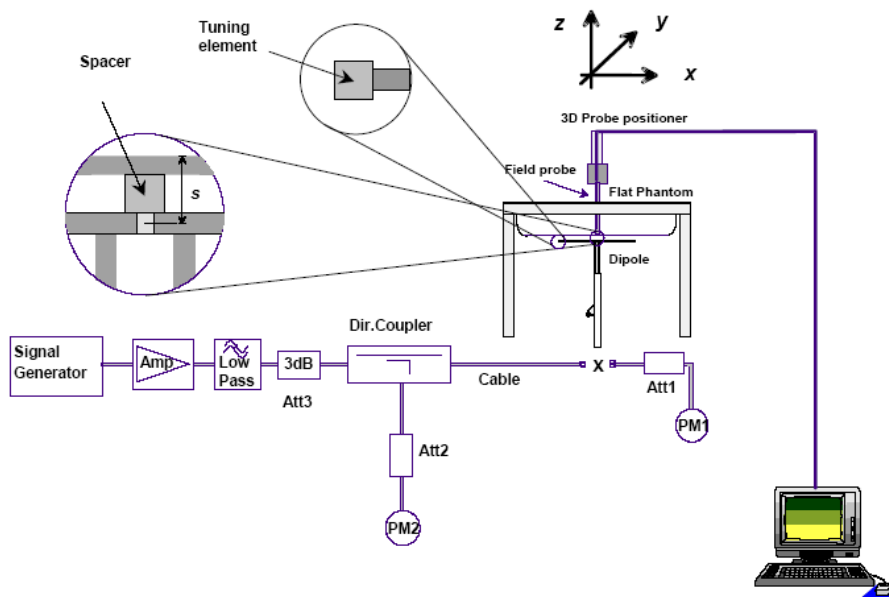 Tuning
element
Spacer
s
z
y
x
3D Probe positioner
Field probe
Flat Phantom
Dipole
Dir.Coupler
Signal
Generator
Amp
Low
Pass
3dB
Att3
Cable
X
Att1
PM1
Att2
PM2